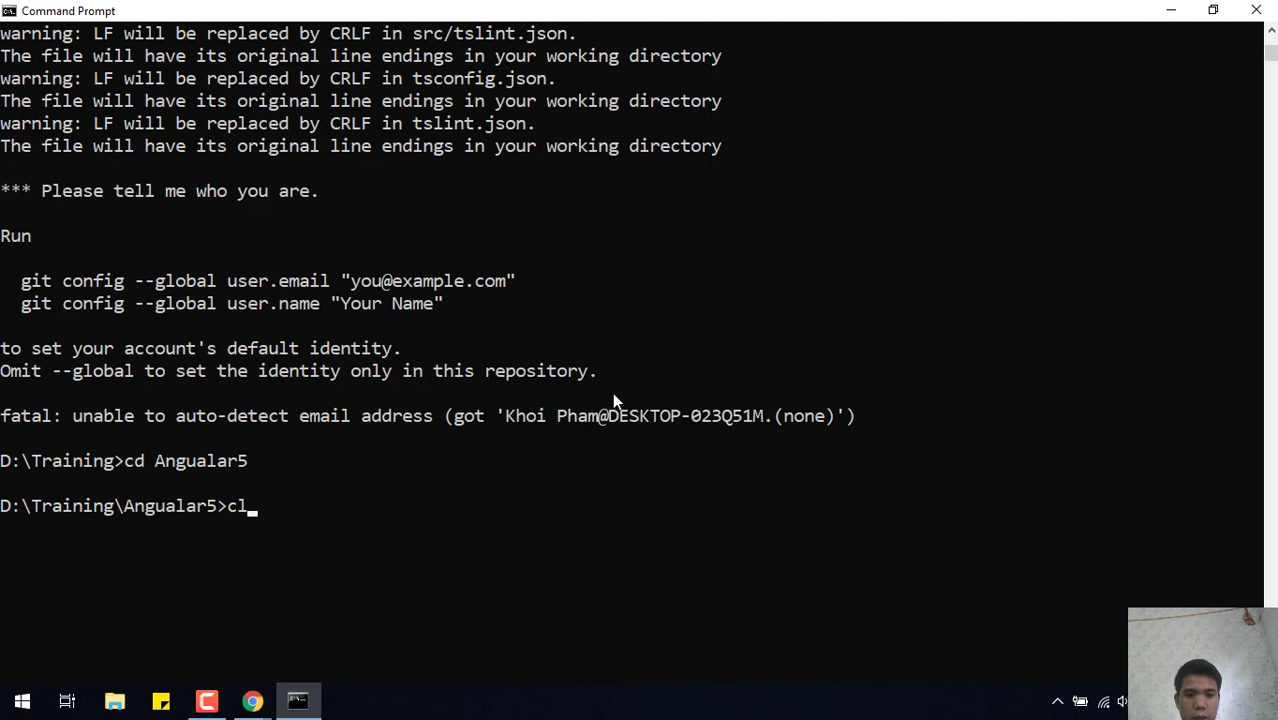 Command Prompt
warning: LF will be replaced by CRLF in src/tslint.json.
The file will have its original line endings in your working directory
warning: LF will be replaced by CRLF in tsconfig.json.
The file will have its original line endings in your working directory
warning: LF will be replaced by CRLF in tslint.json.
The file will have its original line endings in your working directory
*** Please tell me who you are.
Run
git config --global user.email "you@example.com"
git config --global user.name "Your Name"
to set your account's default identity.
Omit --global to set the identity only in this repository.
fatal: unable to auto-detect email address (got 'Khoi Pham@DESKTOP-023Q51M.(none)')
D:\Training>cd Angualar5
D:\Training\Angualar5>cl